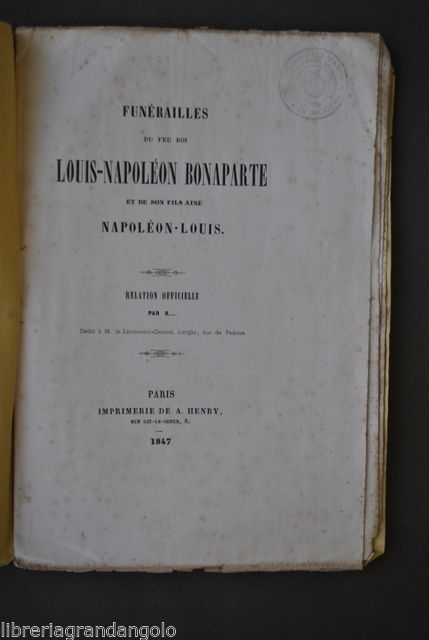 FUNÉRAILLES
DU FEU ROI
LOUIS-NAPOLÉON BONAPARTE
ET DE SON FILS AINÉ
NAPOLÉON-LOUIS.
RELATION OFFICIELLE
PAR R...
Dédié à M. le Lieutenant-Général Arrighi, duc de Padoue.
PARIS
IMPRIMERIE DE A. HENRY,
RUE GIT-LE-COEUR, 8.
1847
libreriagrandangolo